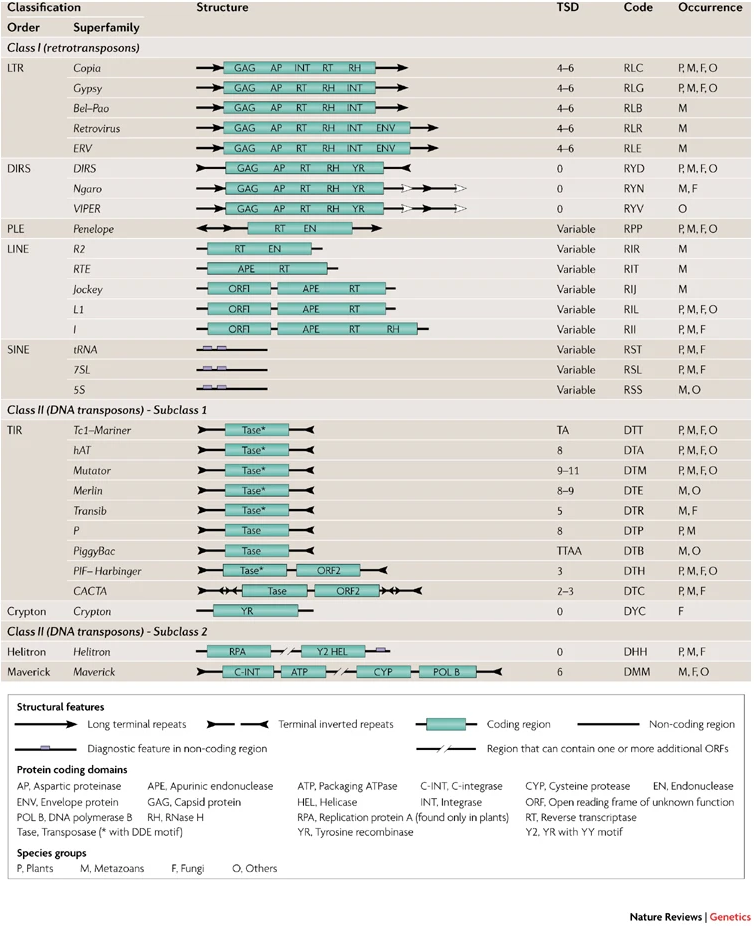 Classification Structure TSD Code Occurrence
Order Superfamily
Class I (retrotransposons)
LTR Copia GAG AP INT RT RH 4–6 RLC P, M, F, O
Gypsy GAG AP RT RH INT 4–6 RLG P, M, F, O
Bel–Pao GAG AP RT RH INT 4–6 RLB M
Retrovirus GAG AP RT RH INT ENV 4–6 RLR M
ERV GAG AP RT RH INT ENV 4–6 RLE M
DIRS DIRS GAG AP RT RH YR 0 RYD P, M, F, O
Ngaro GAG AP RT RH YR 0 RYN M, F
VIPER GAG AP RT RH YR 0 RYV O
PLE Penelope RT EN Variable RPP P, M, F, O
LINE R2 RT EN Variable RIR M
RTE APE RT Variable RIT M
Jockey ORF1 APE RT Variable RIJ M
L1 ORF1 APE RT Variable RIL P, M, F, O
I ORF1 APE RT RH Variable RII P, M, F
SINE tRNA Variable RST P, M, F
7SL Variable RSL P, M, F
5S Variable RSS M, O
Class II (DNA transposons) - Subclass 1
TIR Tc1–Mariner Tase* TA DTT P, M, F, O
hAT Tase* 8 DTA P, M, F, O
Mutator Tase* 9–11 DTM P, M, F, O
Merlin Tase* 8–9 DTE M, O
Transib Tase* 5 DTR M, F
P Tase 8 DTP P, M
PiggyBac Tase TTAA DTB M, O
PIF–Harbinger Tase* ORF2 3 DTH P, M, F, O
CACTA Tase ORF2 2–3 DTC P, M, F
Crypton Crypton YR 0 DYC F
Class II (DNA transposons) - Subclass 2
Helitron Helitron RPA Y2 HEL 0 DHH P, M, F
Maverick Maverick C-INT ATP CYP POL B 6 DMM M, F, O
Structural features
Long terminal repeats Terminal inverted repeats Coding region Non-coding region
Diagnostic feature in non-coding region Region that can contain one or more additional ORFs
Protein coding domains
AP, Aspartic proteinase APE, Apurinic endonuclease ATP, Packaging ATPase C-INT, C-integrase CYP, Cysteine protease EN, Endonuclease
ENV, Envelope protein GAG, Capsid protein HEL, Helicase INT, Integrase ORF, Open reading frame of unknown function
POL B, DNA polymerase B RH, RNase H RPA, Replication protein A (found only in plants) RT, Reverse transcriptase
Tase, Transposase (* with DDE motif) YR, Tyrosine recombinase Y2, YR with YY motif
Species groups
P, Plants M, Metazoans F, Fungi O, Others
Nature Reviews | Genetics